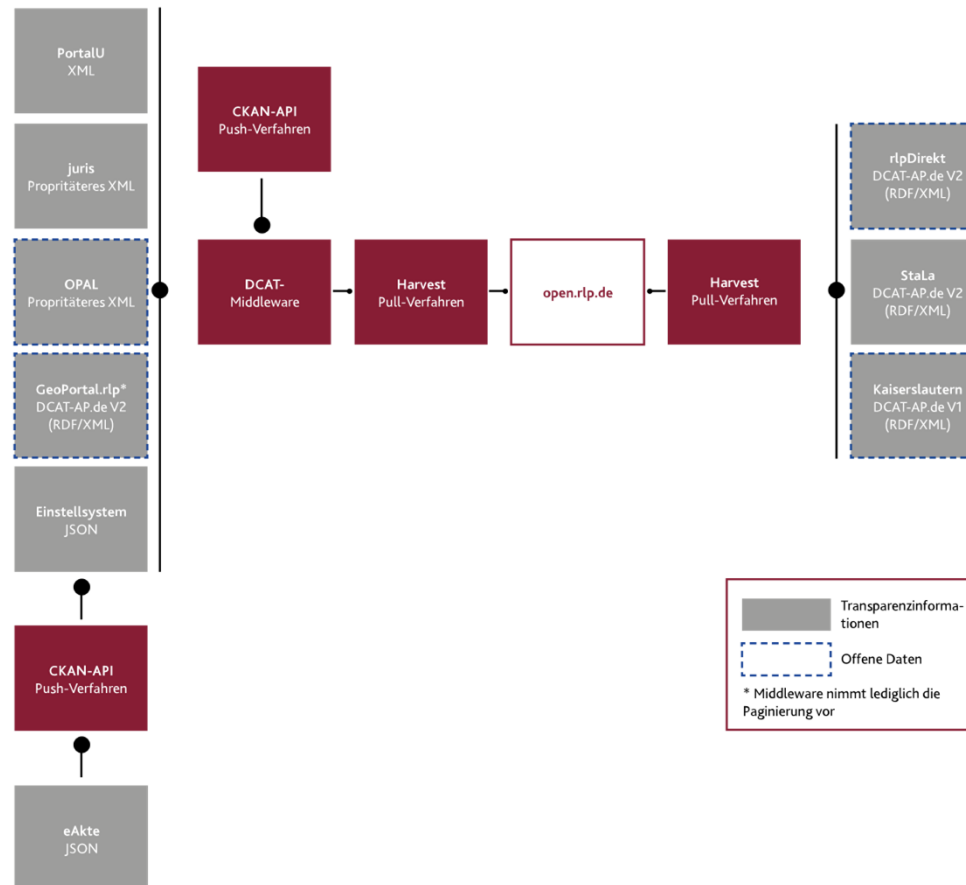 PortalU
XML
juris
Propritäteres XML
OPAL
Propritäteres XML
GeoPortal.rlp*
DCAT-AP.de V2
(RDF/XML)
Einstellsystem
JSON
CKAN-API
Push-Verfahren
eAkte
JSON
CKAN-API
Push-Verfahren
DCAT-
Middleware
Harvest
Pull-Verfahren
open.rlp.de
Harvest
Pull-Verfahren
rlpDirekt
DCAT-AP.de V2
(RDF/XML)
StaLa
DCAT-AP.de V2
(RDF/XML)
Kaiserslautern
DCAT-AP.de V1
(RDF/XML)
Transparenzinforma-
tionen
Offene Daten
* Middleware nimmt lediglich die
Paginierung vor